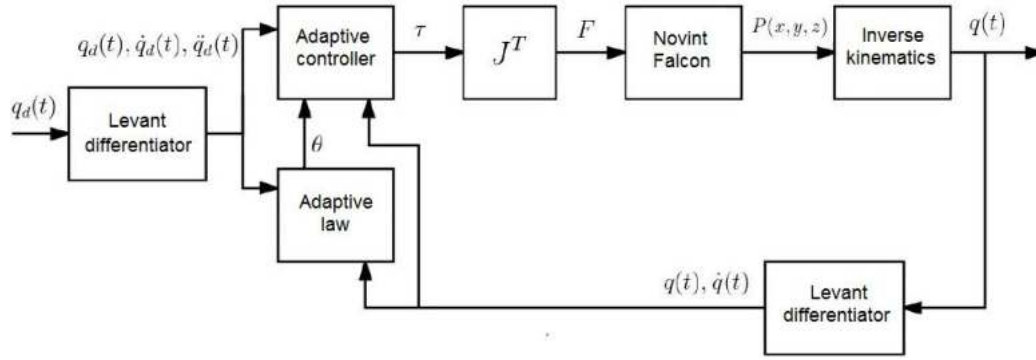 q_d(t), q̇_d(t), q̈_d(t)
Adaptive
controller
τ
J^T
F
Novint
Falcon
P(x, y, z)
Inverse
kinematics
q(t)
q_d(t)
Levant
differentiator
θ
Adaptive
law
q(t), q̇(t)
Levant
differentiator